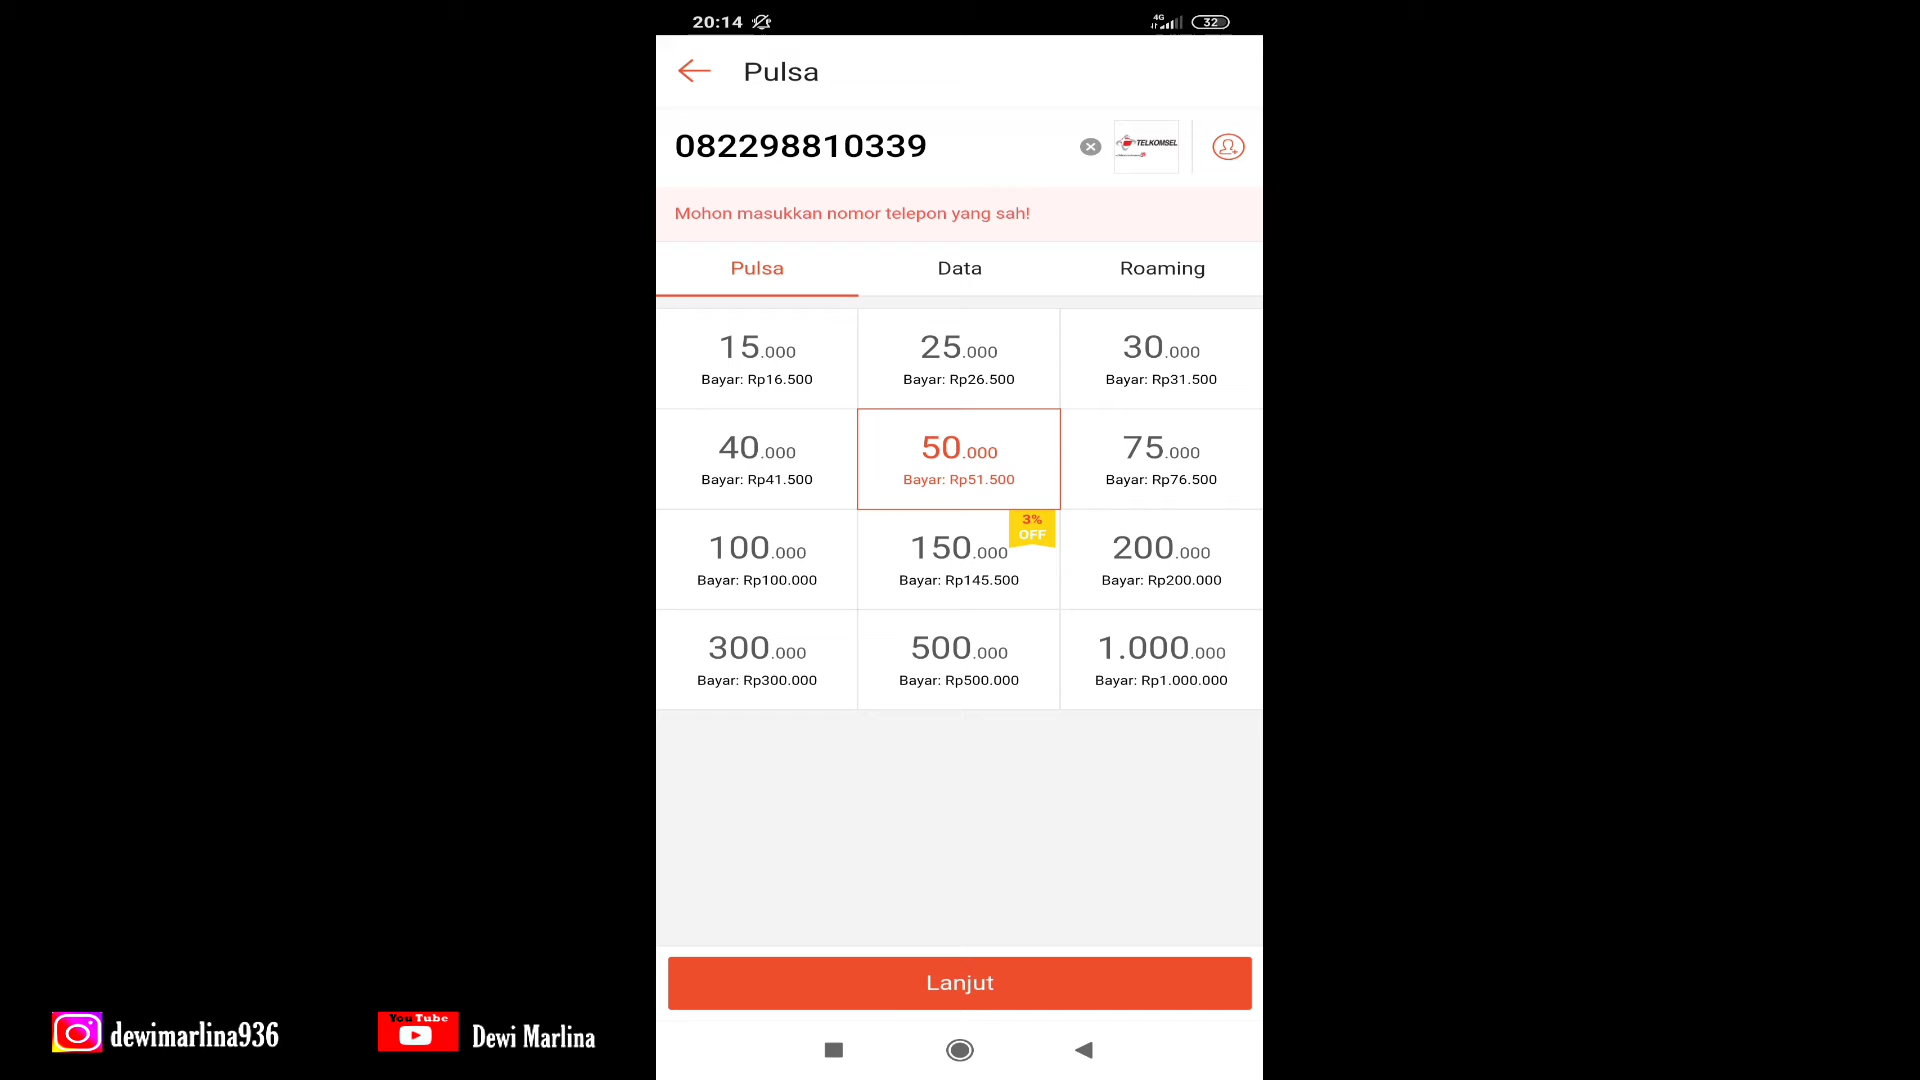 20:14
4G
32
Pulsa
082298810339
TELKOMSEL
Mohon masukkan nomor telepon yang sah!
Pulsa Data Roaming
15.000 25.000 30.000
Bayar: Rp16.500 Bayar: Rp26.500 Bayar: Rp31.500
40.000 50.000 75.000
Bayar: Rp41.500 Bayar: Rp51.500 Bayar: Rp76.500
3%
OFF
100.000 150.000 200.000
Bayar: Rp100.000 Bayar: Rp145.500 Bayar: Rp200.000
300.000 500.000 1.000.000
Bayar: Rp300.000 Bayar: Rp500.000 Bayar: Rp1.000.000
Lanjut
dewimarlina936
YouTube
Dewi Marlina